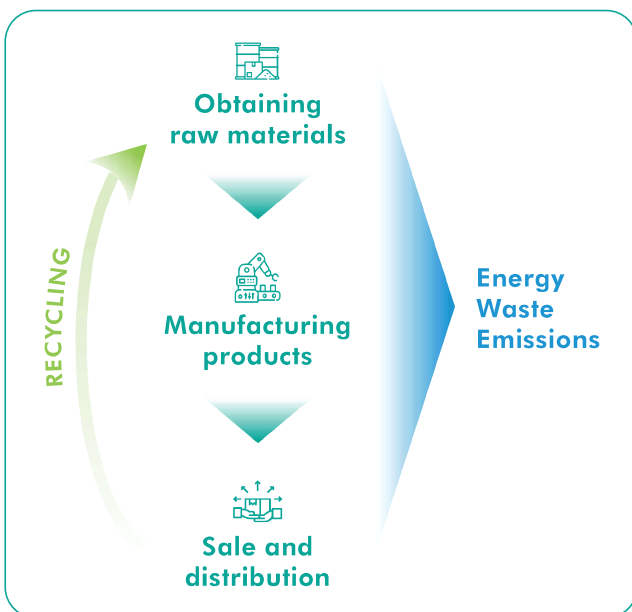 Obtaining
raw materials
RECYCLING
Manufacturing
products
Energy
Waste
Emissions
Sale and
distribution